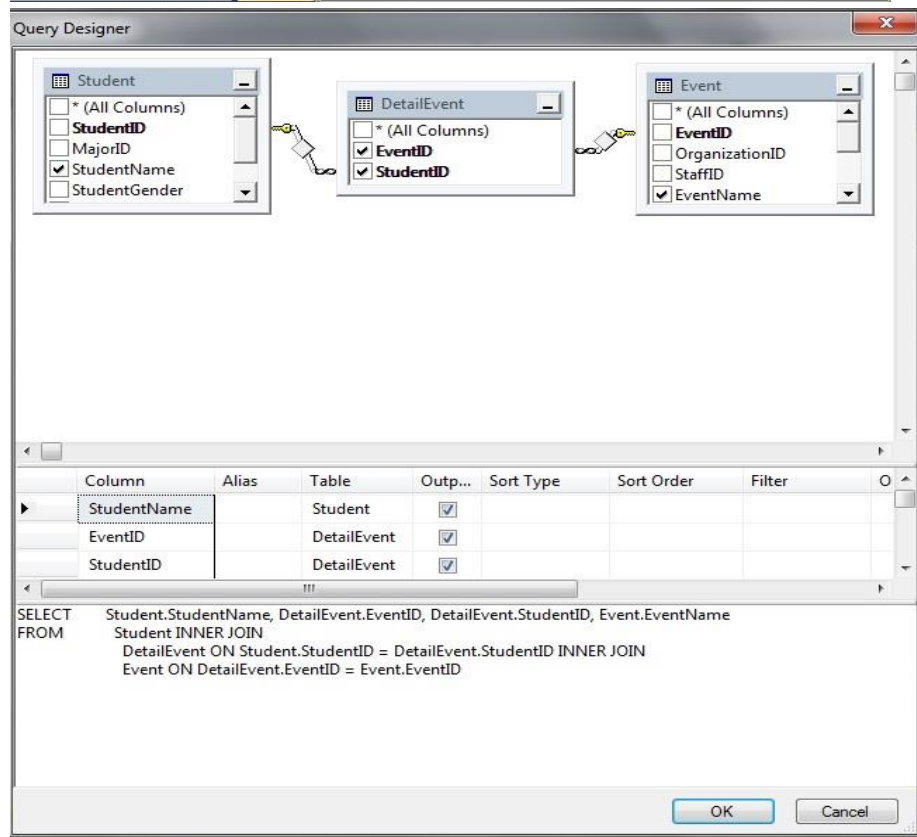 Query Designer
Student
* (All Columns)
StudentID
MajorID
StudentName
StudentGender
DetailEvent
* (All Columns)
EventID
StudentID
Event
* (All Columns)
EventID
OrganizationID
StaffID
EventName
Column Alias Table Outp... Sort Type Sort Order Filter O
StudentName Student
EventID DetailEvent
StudentID DetailEvent
SELECT Student.StudentName, DetailEvent.EventID, DetailEvent.StudentID, Event.EventName
FROM Student INNER JOIN
DetailEvent ON Student.StudentID = DetailEvent.StudentID INNER JOIN
Event ON DetailEvent.EventID = Event.EventID
OK Cancel